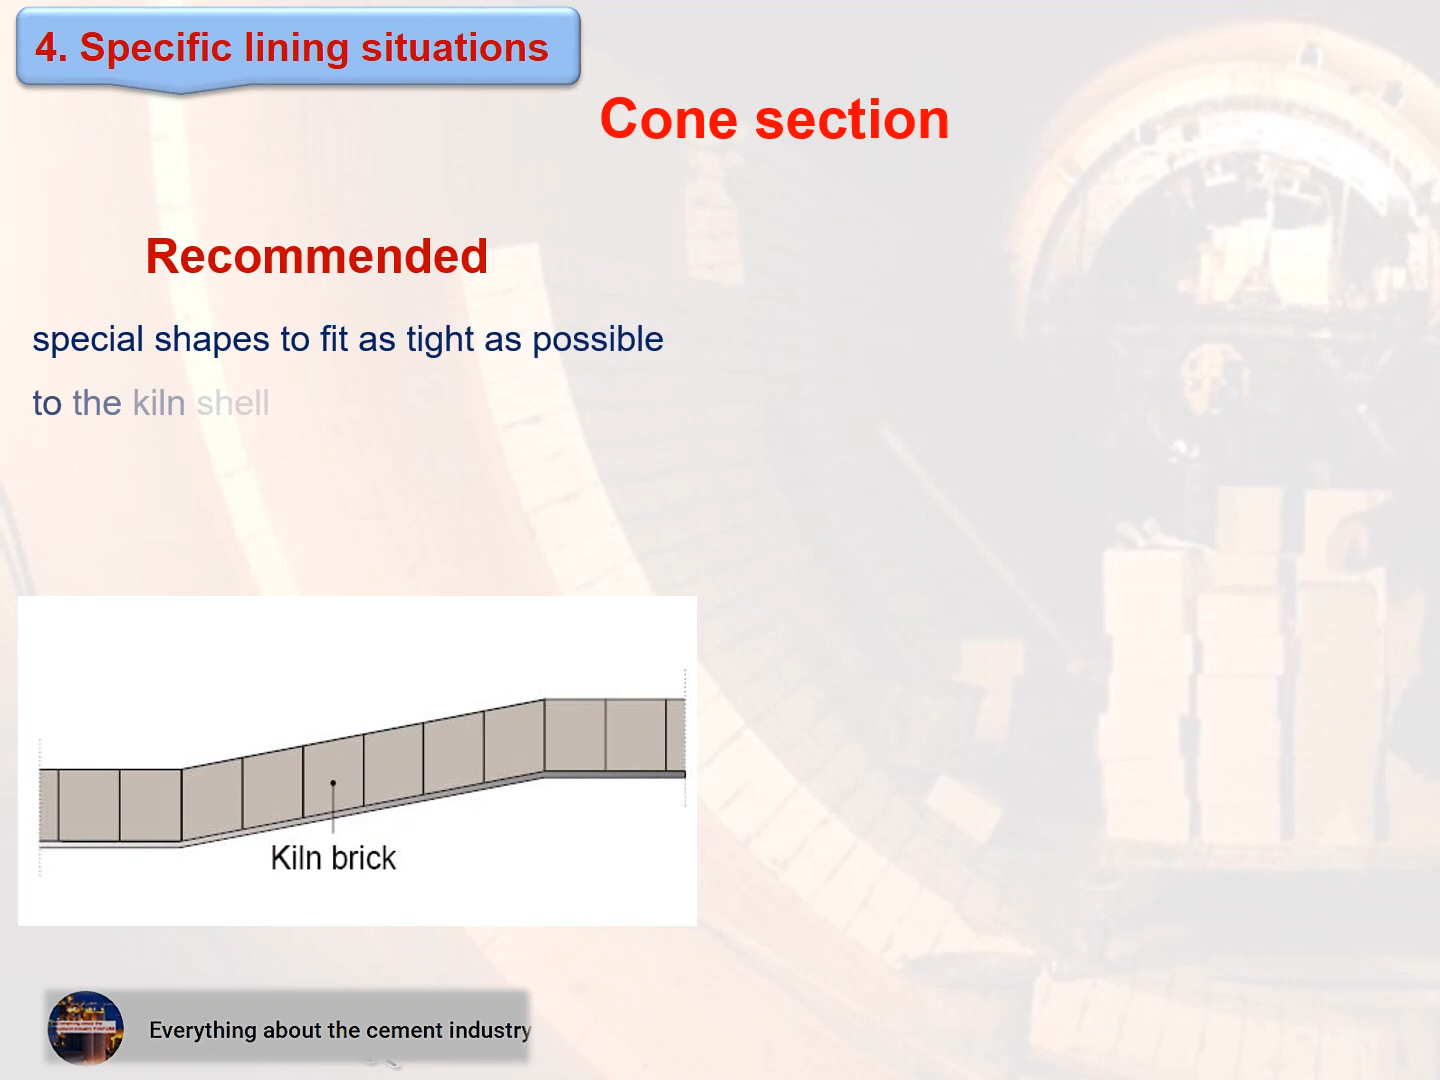 4. Specific lining situations
Cone section
Recommended
special shapes to fit as tight as possible
to the kiln shell
Kiln brick
Everything about the cement industry